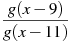 g(x − 9)
g(x − 11)